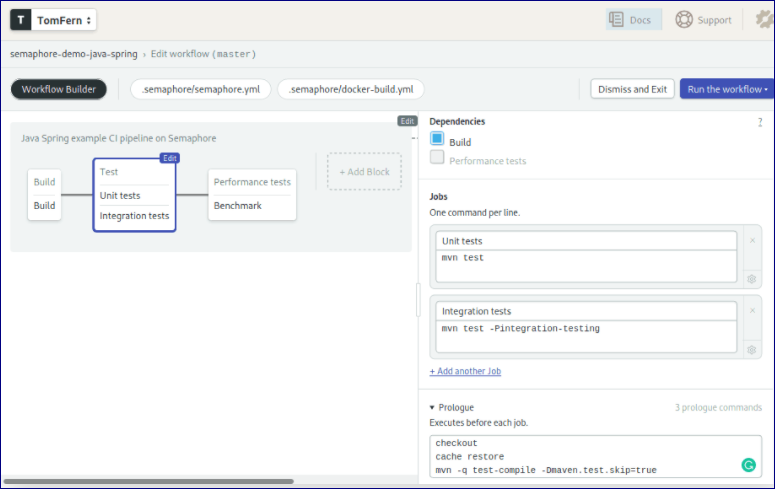 T TomFern
Docs
Support
semaphore-demo-java-spring › Edit workflow (master)
Workflow Builder
.semaphore/semaphore.yml
.semaphore/docker-build.yml
Dismiss and Exit
Run the workflow
Edit
Java Spring example CI pipeline on Semaphore
Edit
Build
Build
Test
Unit tests
Integration tests
Performance tests
Benchmark
+ Add Block
Dependencies
?
Build
Performance tests
Jobs
One command per line.
Unit tests
×
mvn test
Integration tests
×
mvn test -Pintegration-testing
+ Add another Job
▾ Prologue
3 prologue commands
Executes before each job.
checkout
cache restore
mvn -q test-compile -Dmaven.test.skip=true